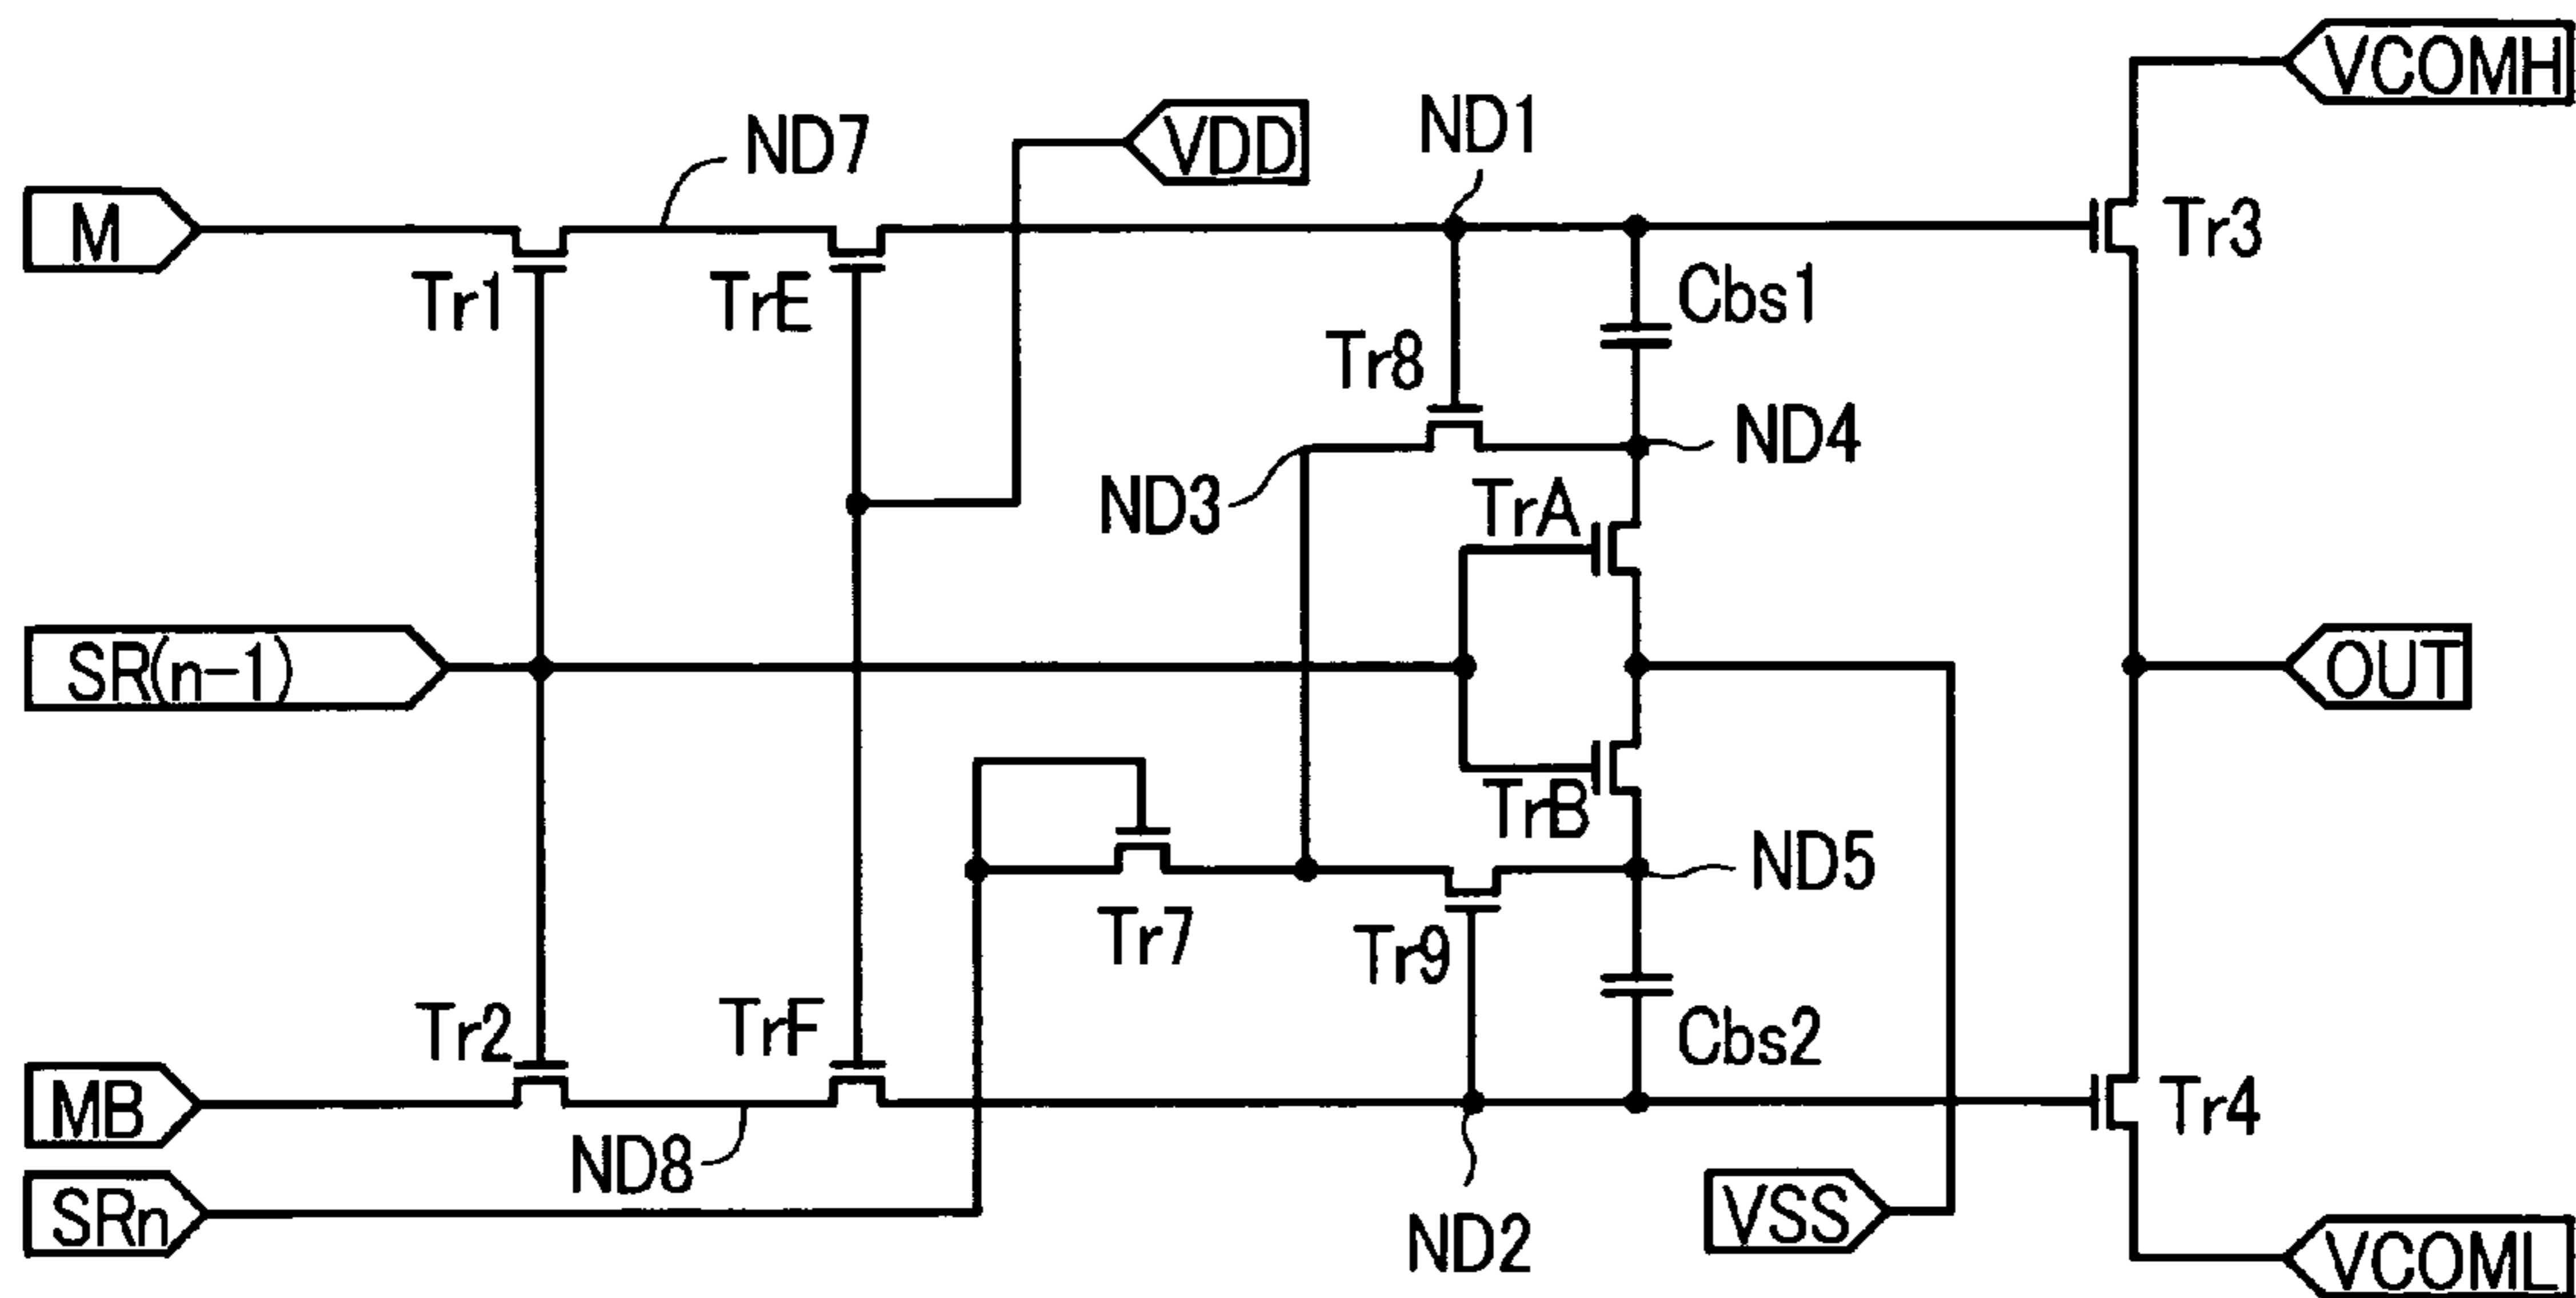 VCOMH
ND7
VDD
ND1
M
Tr3
Tr1
TrE
Cbs1
Tr8
ND4
ND3
TrA
SR(n-1)
OUT
TrB
ND5
Tr7
Tr9
Tr2
TrF
Cbs2
MB
Tr4
ND8
SRn
VSS
ND2
VCOML